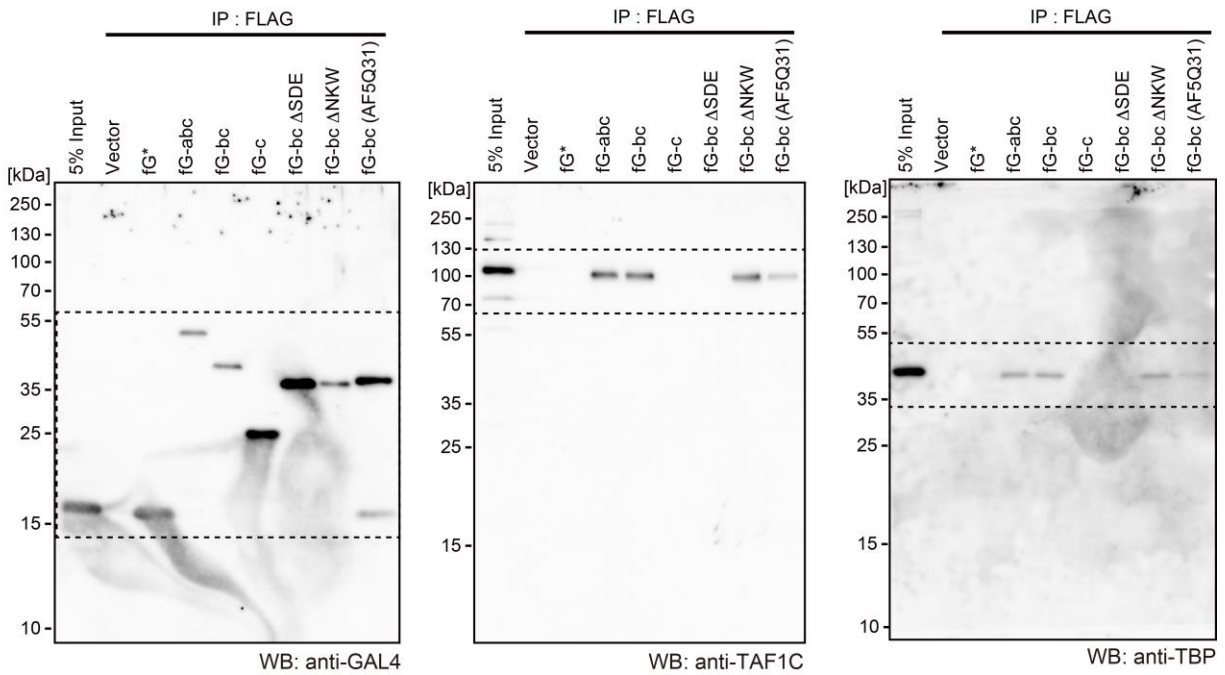 IP : FLAG
5% Input
Vector
fG*
fG-abc
fG-bc
fG-c
fG-bc ΔSDE
fG-bc ΔNKW
fG-bc (AF5Q31)
[kDa]
250
130
100
70
55
35
25
15
10
WB: anti-GAL4
IP : FLAG
5% Input
Vector
fG*
fG-abc
fG-bc
fG-c
fG-bc ΔSDE
fG-bc ΔNKW
fG-bc (AF5Q31)
[kDa]
250
130
100
70
55
35
25
15
10
WB: anti-TAF1C
IP : FLAG
5% Input
Vector
fG*
fG-abc
fG-bc
fG-c
fG-bc ΔSDE
fG-bc ΔNKW
fG-bc (AF5Q31)
[kDa]
250
130
100
70
55
35
25
15
10
WB: anti-TBP